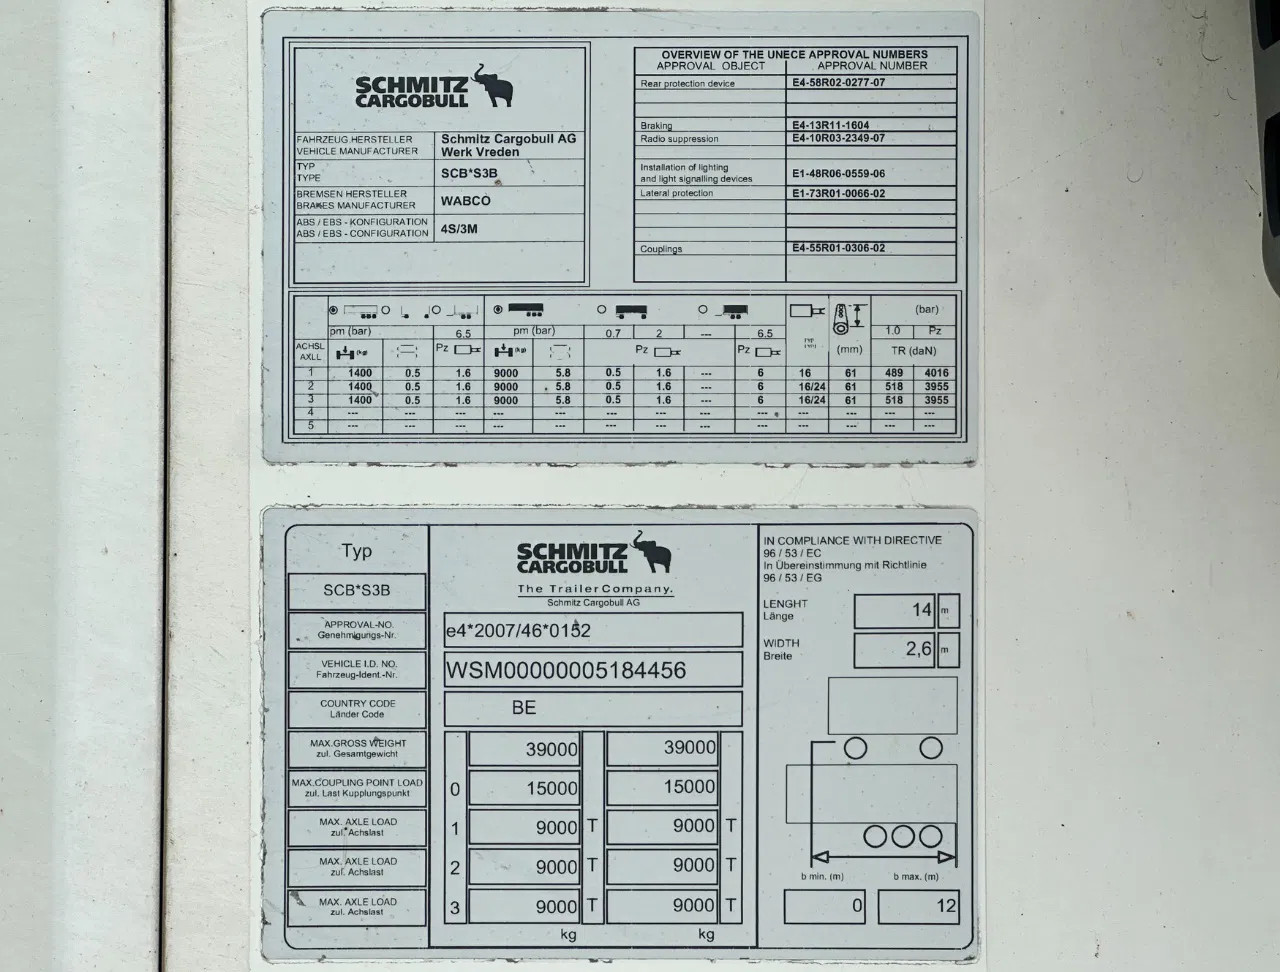 SCHMITZ
CARGOBULL
FAHRZEUG HERSTELLER
VEHICLE MANUFACTURER
Schmitz Cargobull AG
Werk Vreden
TYP
TYPE
SCB*S3B
BREMSEN HERSTELLER
BRAKES MANUFACTURER
WABCO
ABS / EBS - KONFIGURATION
ABS / EBS - CONFIGURATION
4S/3M
OVERVIEW OF THE UNECE APPROVAL NUMBERS
APPROVAL OBJECT APPROVAL NUMBER
Rear protection device E4-58R02-0277-07
Braking E4-13R11-1604
Radio suppression E4-10R03-2349-07
Installation of lighting
and light signalling devices E1-48R06-0559-06
Lateral protection E1-73R01-0066-02
Couplings E4-55R01-0306-02
(bar)
pm (bar) 6.5 pm (bar) 0.7 2 --- 6.5 1.0 Pz
ACHSL
AXLL
(kg) Pz (kg) Pz Pz (mm) TR (daN)
1 1400 0.5 1.6 9000 5.8 0.5 1.6 --- 6 16 61 489 4016
2 1400 0.5 1.6 9000 5.8 0.5 1.6 --- 6 16/24 61 518 3955
3 1400 0.5 1.6 9000 5.8 0.5 1.6 --- 6 16/24 61 518 3955
4 --- --- --- --- --- --- --- --- --- --- --- --- ---
5 --- --- --- --- --- --- --- --- --- --- --- --- ---
Typ
SCB*S3B
SCHMITZ
CARGOBULL
The Trailer Company.
Schmitz Cargobull AG
APPROVAL-NO.
Genehmigungs-Nr.
e4*2007/46*0152
VEHICLE I.D. NO.
Fahrzeug-Ident.-Nr.
WSM00000005184456
COUNTRY CODE
Länder Code
BE
MAX.GROSS WEIGHT
zul. Gesamtgewicht
39000 39000
MAX.COUPLING POINT LOAD
zul. Last Kupplungspunkt
0 15000 15000
MAX. AXLE LOAD
zul. Achslast
1 9000 T 9000 T
MAX. AXLE LOAD
zul. Achslast
2 9000 T 9000 T
MAX. AXLE LOAD
zul. Achslast
3 9000 T 9000 T
kg kg
IN COMPLIANCE WITH DIRECTIVE
96 / 53 / EC
In Übereinstimmung mit Richtlinie
96 / 53 / EG
LENGHT
Länge
14 m
WIDTH
Breite
2,6 m
b min. (m) b max. (m)
0 12